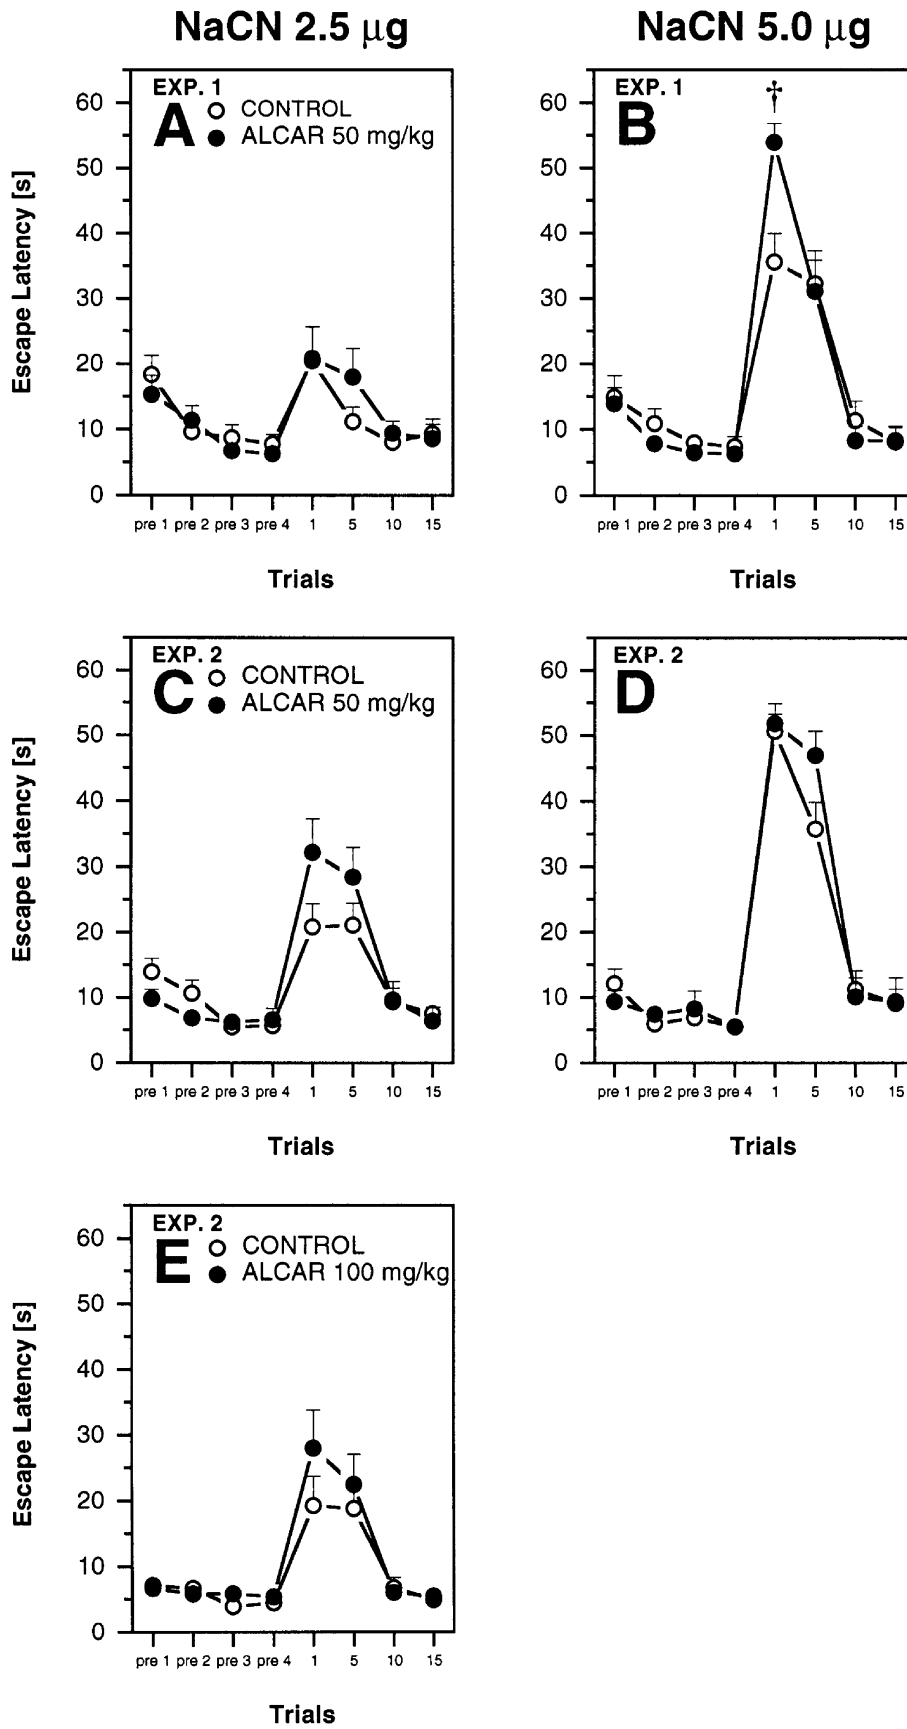 NaCN 2.5 μg
NaCN 5.0 μg
EXP. 1
A
CONTROL
ALCAR 50 mg/kg
Escape Latency [s]
60
50
40
30
20
10
0
pre 1 pre 2 pre 3 pre 4 1 5 10 15
Trials
EXP. 1
B
†
60
50
40
30
20
10
0
pre 1 pre 2 pre 3 pre 4 1 5 10 15
Trials
EXP. 2
C
CONTROL
ALCAR 50 mg/kg
Escape Latency [s]
60
50
40
30
20
10
0
pre 1 pre 2 pre 3 pre 4 1 5 10 15
Trials
EXP. 2
D
60
50
40
30
20
10
0
pre 1 pre 2 pre 3 pre 4 1 5 10 15
Trials
EXP. 2
E
CONTROL
ALCAR 100 mg/kg
Escape Latency [s]
60
50
40
30
20
10
0
pre 1 pre 2 pre 3 pre 4 1 5 10 15
Trials